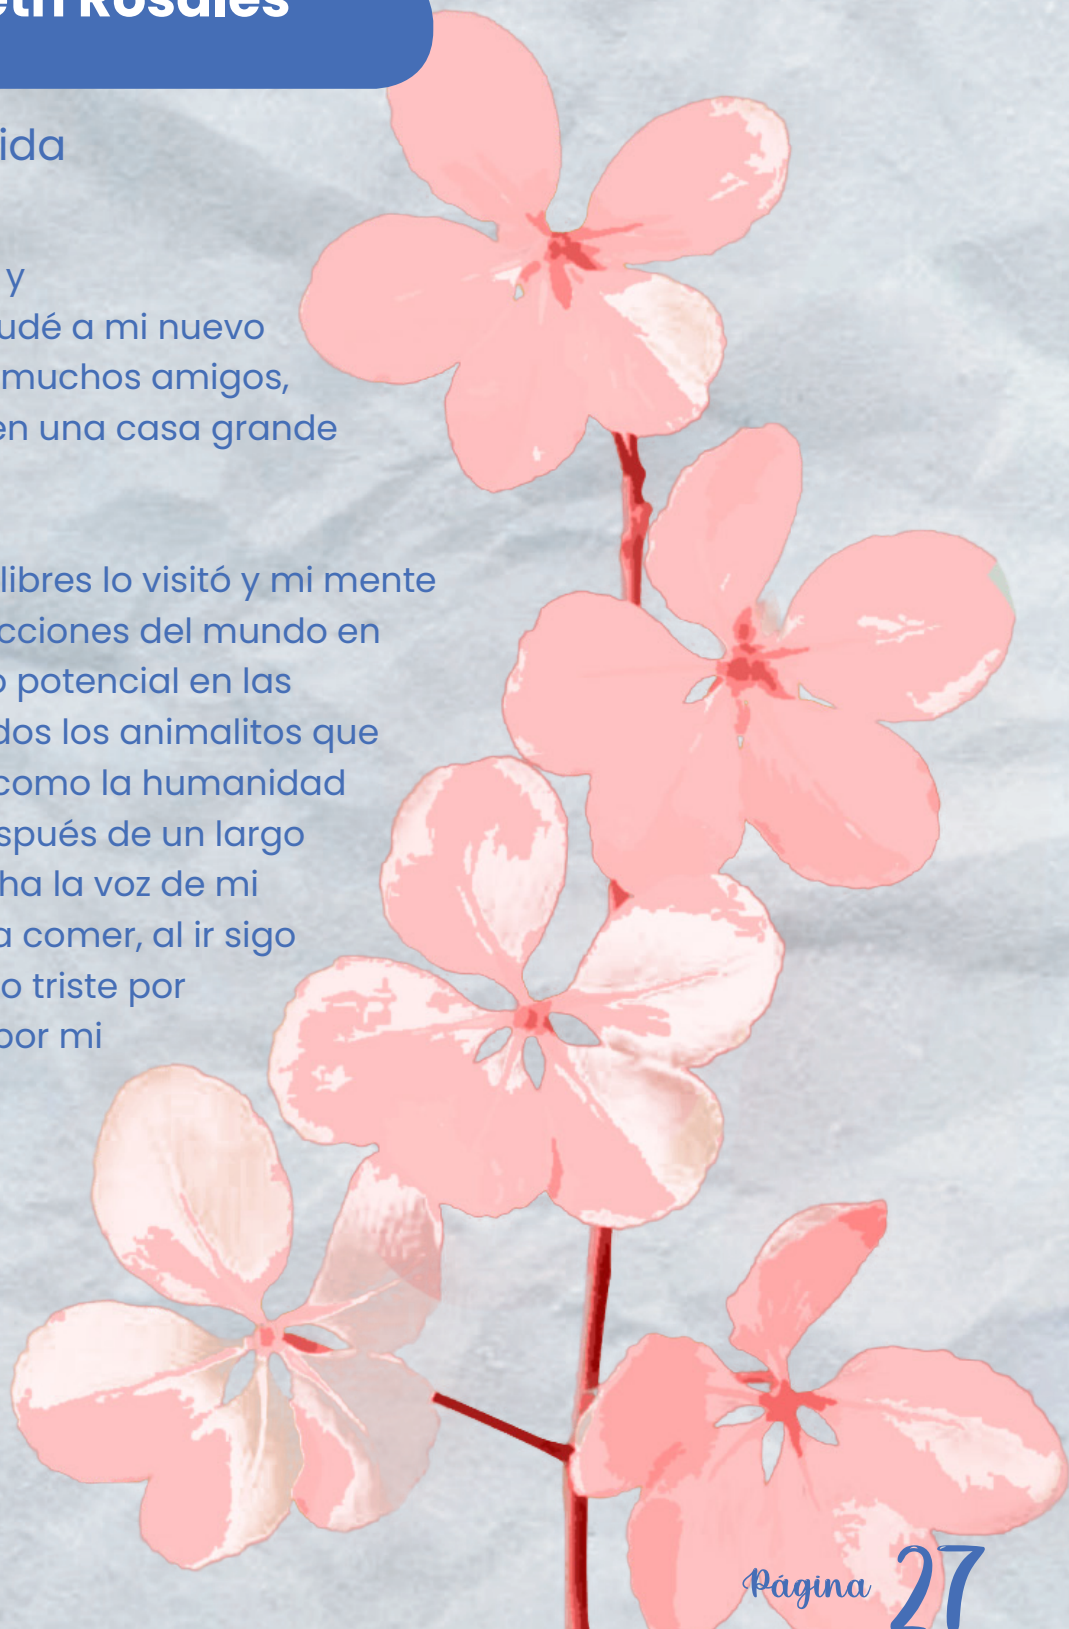 eth Rosales
ida
y
udé a mi nuevo
muchos amigos,
en una casa grande
libres lo visitó y mi mente
cciones del mundo en
o potencial en las
dos los animalitos que
como la humanidad
spués de un largo
ha la voz de mi
a comer, al ir sigo
o triste por
por mi
Página 27